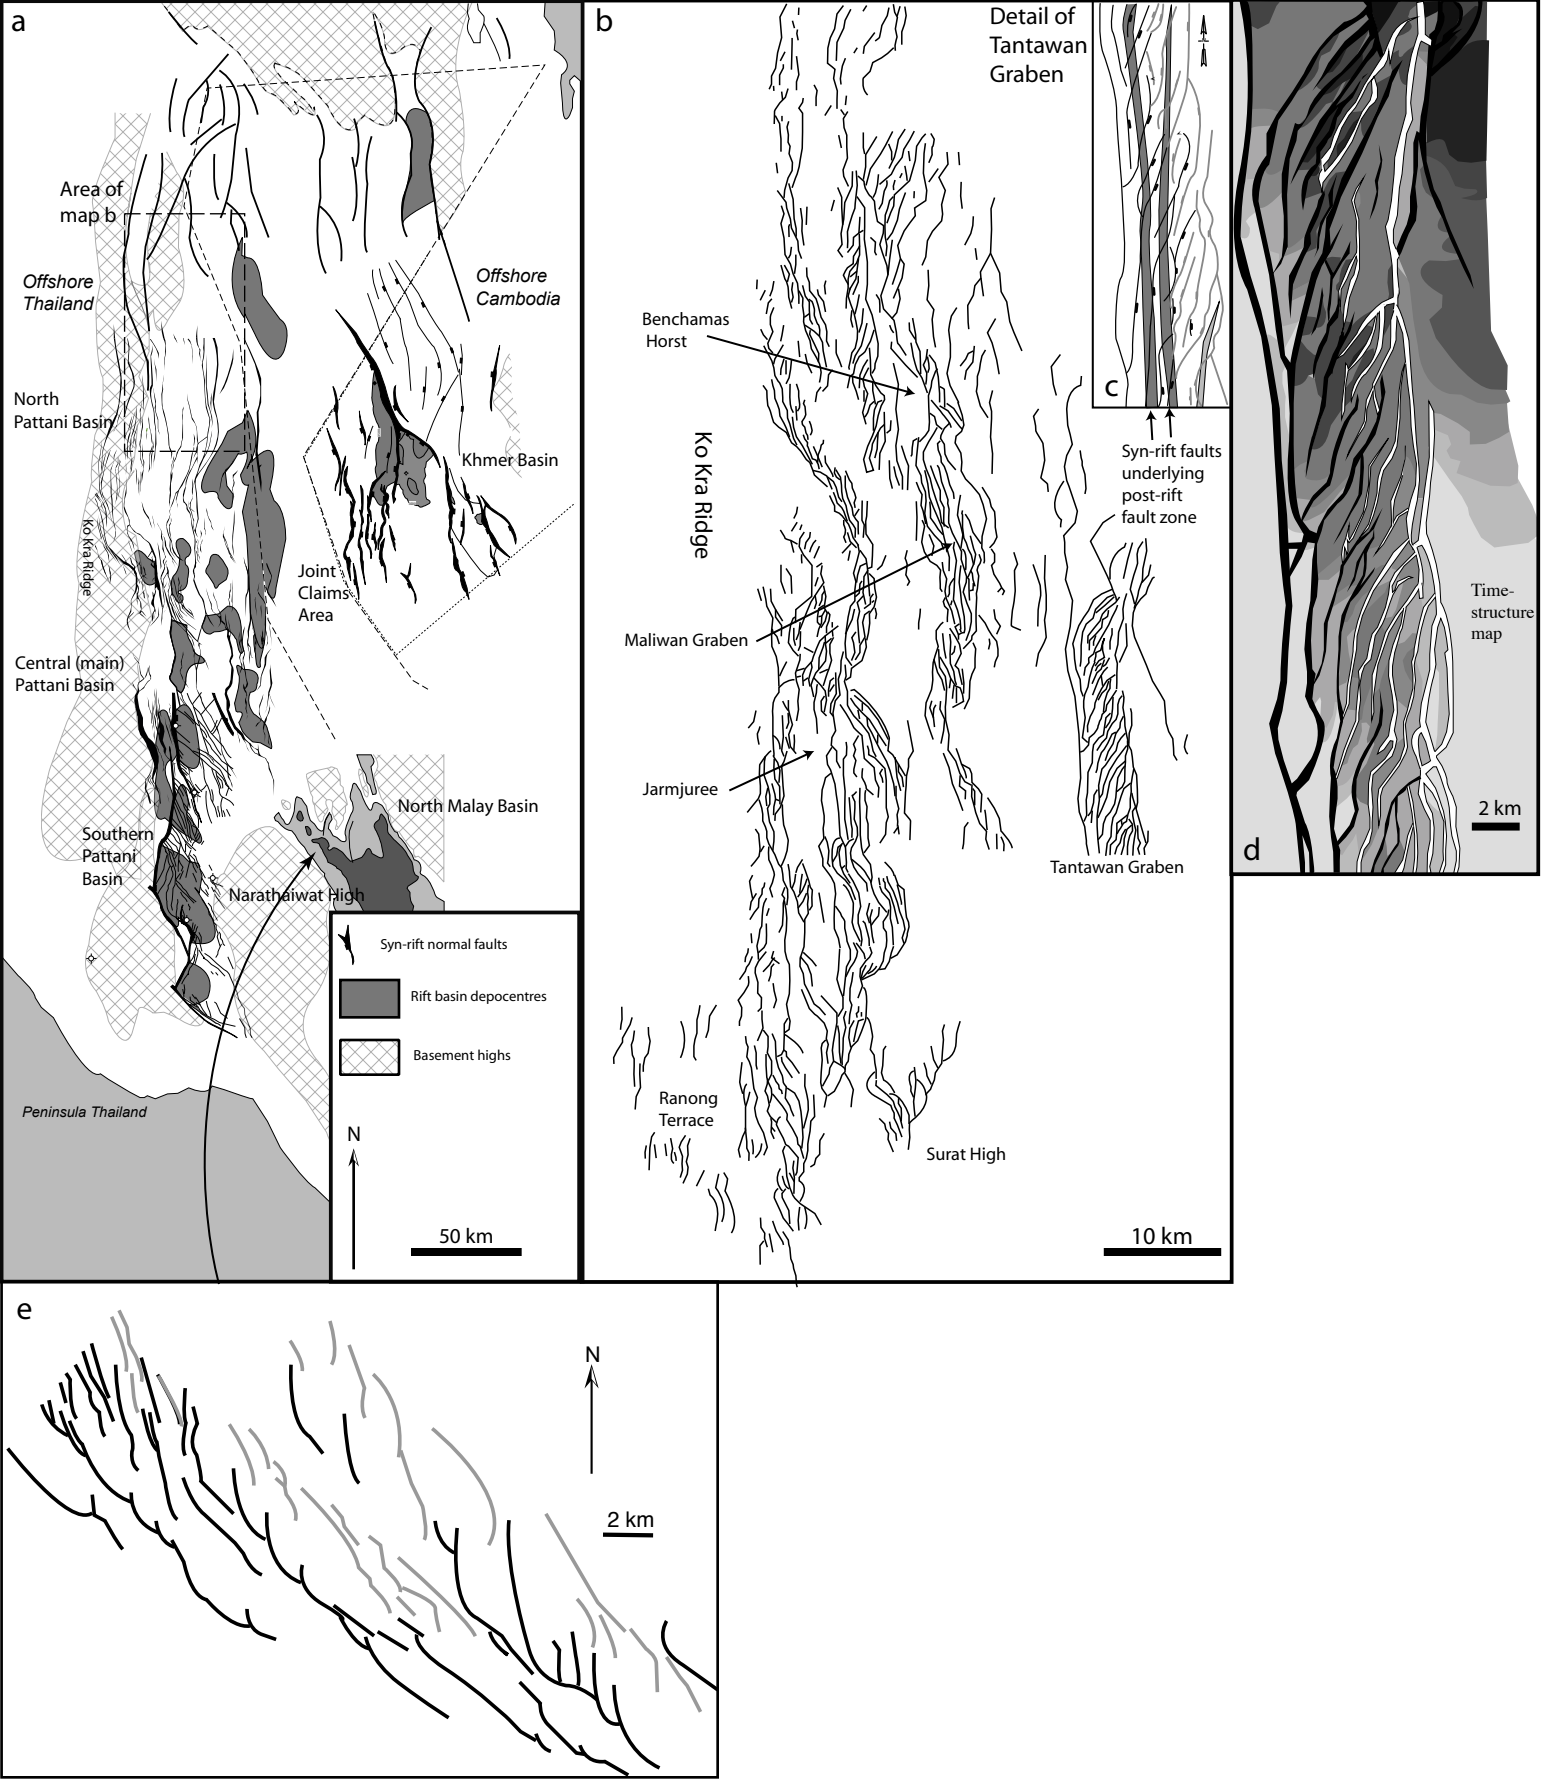 a
Area of
map b
Offshore
Thailand
North
Pattani Basin
Ko Kra Ridge
Central (main)
Pattani Basin
Southern
Pattani
Basin
Peninsula Thailand
Offshore
Cambodia
Khmer Basin
Joint
Claims
Area
North Malay Basin
Narathaiwat High
Syn-rift normal faults
Rift basin depocentres
Basement highs
N
50 km
b
Benchamas
Horst
Ko Kra Ridge
Maliwan Graben
Jarmjuree
Ranong
Terrace
Surat High
Tantawan Graben
10 km
Detail of
Tantawan
Graben
c
Syn-rift faults
underlying
post-rift
fault zone
Time-
structure
map
2 km
d
e
N
2 km